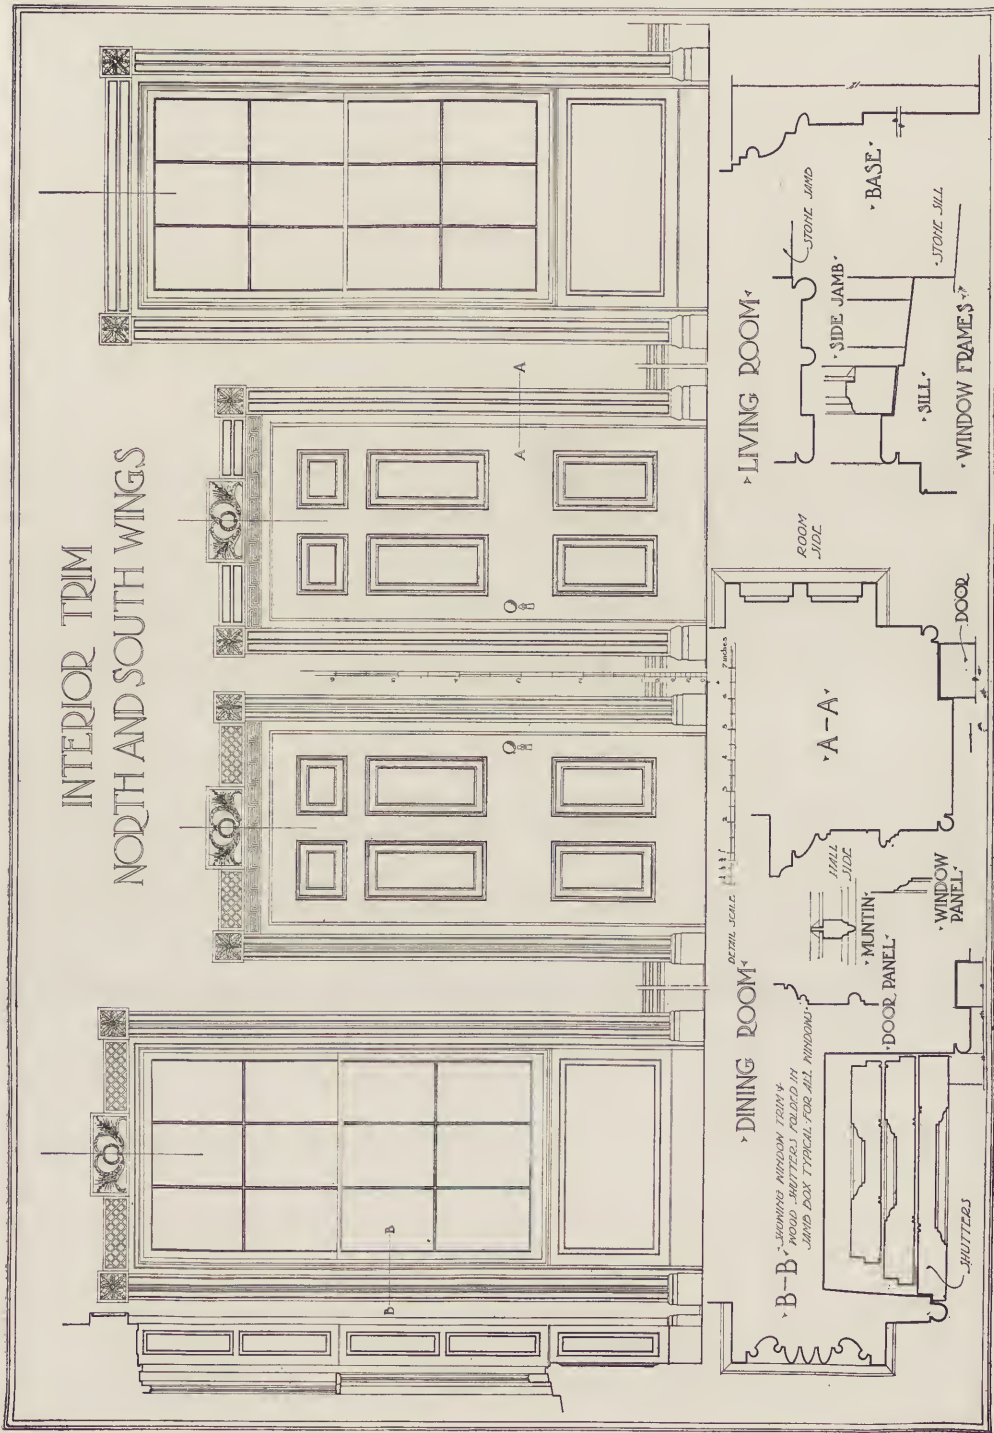 INTERIOR TRIM
NORTH AND SOUTH WINGS
B
B
A
A
DINING ROOM
LIVING ROOM
DETAIL SCALE
7 inches
B-B
SHOWING WINDOW TRIM &
WOOD SHUTTERS FOLDED IN
JAMB BOX TYPICAL FOR ALL WINDOWS
SHUTTERS
DOOR PANEL
MUNTIN
WINDOW
PANEL
HALL
SIDE
A-A
DOOR
ROOM
SIDE
STONE JAMB
SIDE JAMB
SILL
WINDOW FRAMES
STONE SILL
BASE